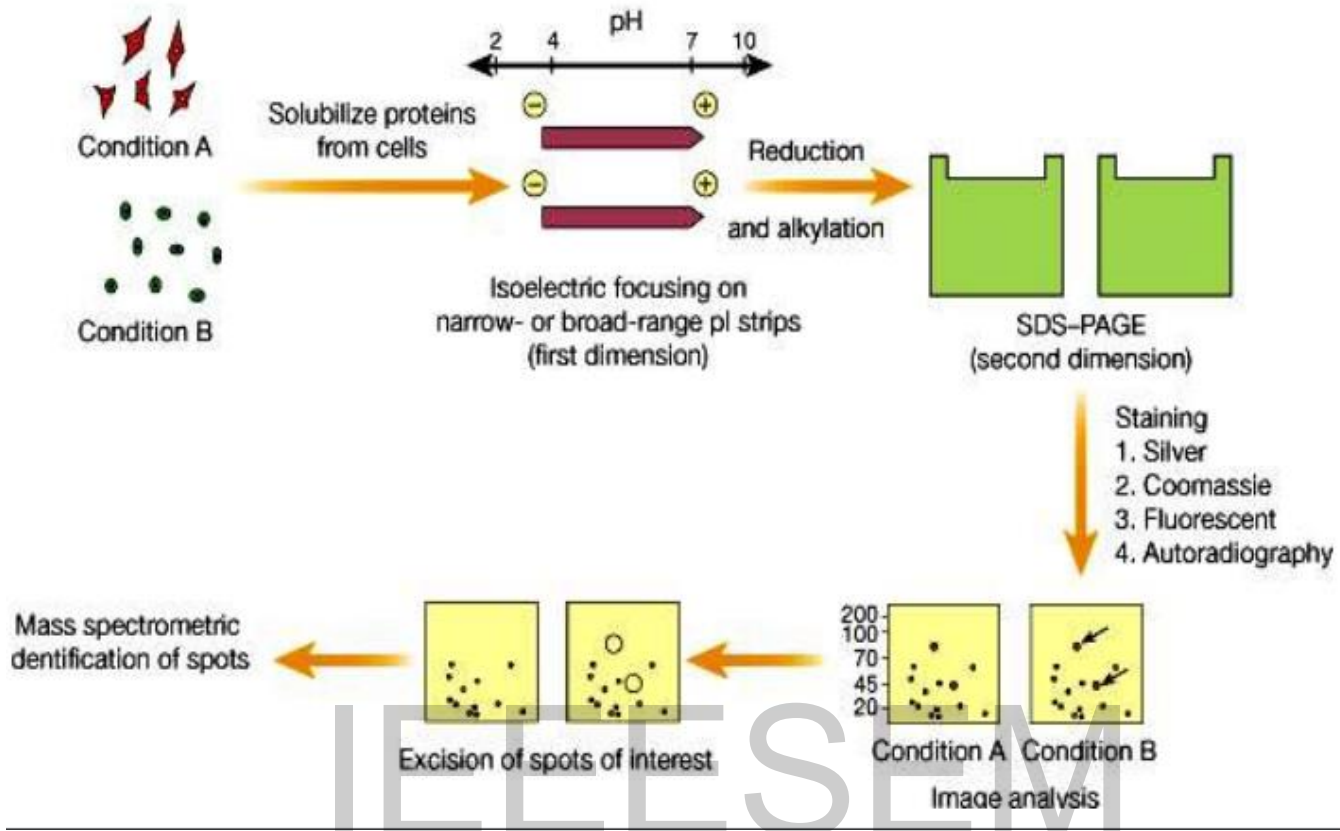 pH
2 4 7 10
Condition A
Solubilize proteins
from cells
− +
− +
Reduction
and alkylation
Condition B
Isoelectric focusing on
narrow- or broad-range pI strips
(first dimension)
SDS–PAGE
(second dimension)
Staining
1. Silver
2. Coomassie
3. Fluorescent
4. Autoradiography
200
100
70
45
20
Condition A Condition B
Image analysis
Excision of spots of interest
Mass spectrometric
dentification of spots
IEEESEM